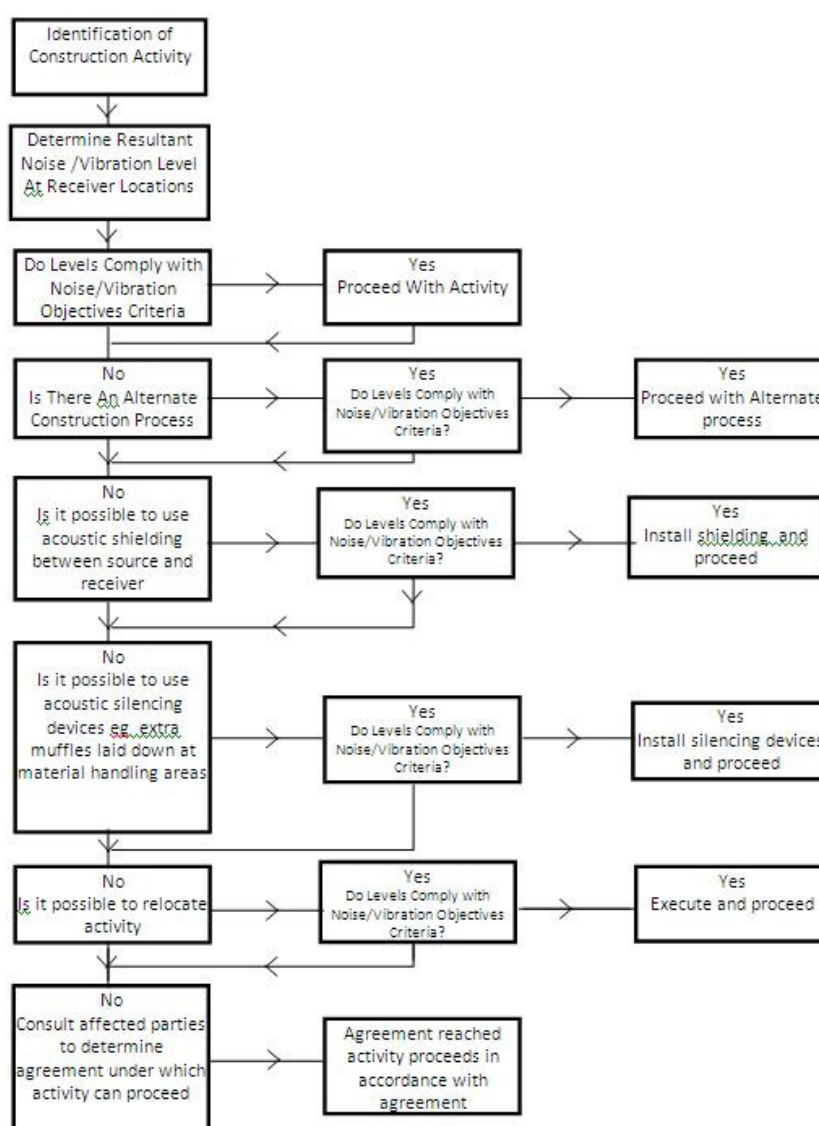 Identification of
Construction Activity
Determine Resultant
Noise /Vibration Level
At Receiver Locations
Do Levels Comply with
Noise/Vibration
Objectives Criteria
Yes
Proceed With Activity
No
Is There An Alternate
Construction Process
Yes
Do Levels Comply with
Noise/Vibration Objectives
Criteria?
Yes
Proceed with Alternate
process
No
Is it possible to use
acoustic shielding
between source and
receiver
Yes
Do Levels Comply with
Noise/Vibration Objectives
Criteria?
Yes
Install shielding and
proceed
No
Is it possible to use
acoustic silencing
devices eg. extra
muffles laid down at
material handling areas
Yes
Do Levels Comply with
Noise/Vibration Objectives
Criteria?
Yes
Install silencing devices
and proceed
No
Is it possible to relocate
activity
Yes
Do Levels Comply with
Noise/Vibration Objectives
Criteria?
Yes
Execute and proceed
No
Consult affected parties
to determine
agreement under which
activity can proceed
Agreement reached
activity proceeds in
accordance with
agreement